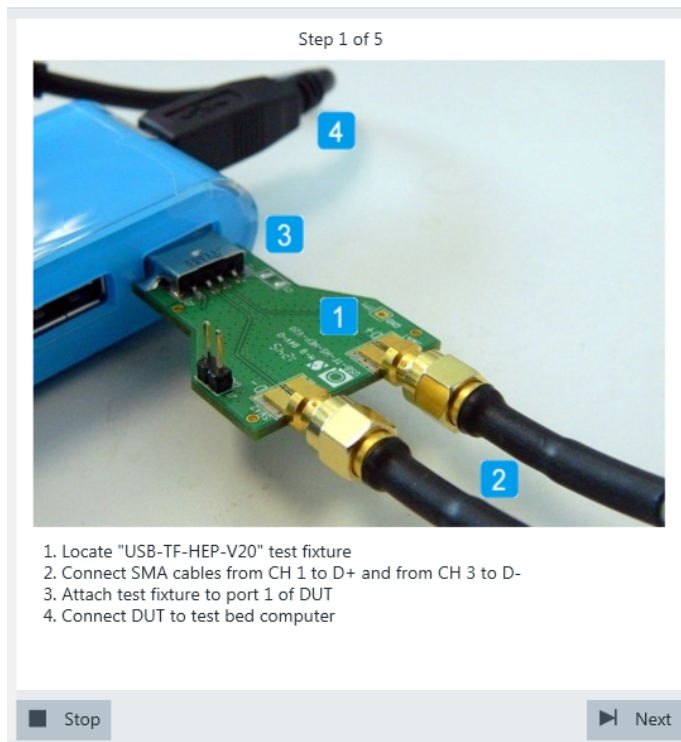 Step 1 of 5
4
3
1
D+
2
1. Locate "USB-TF-HEP-V20" test fixture
2. Connect SMA cables from CH 1 to D+ and from CH 3 to D-
3. Attach test fixture to port 1 of DUT
4. Connect DUT to test bed computer
Stop
Next